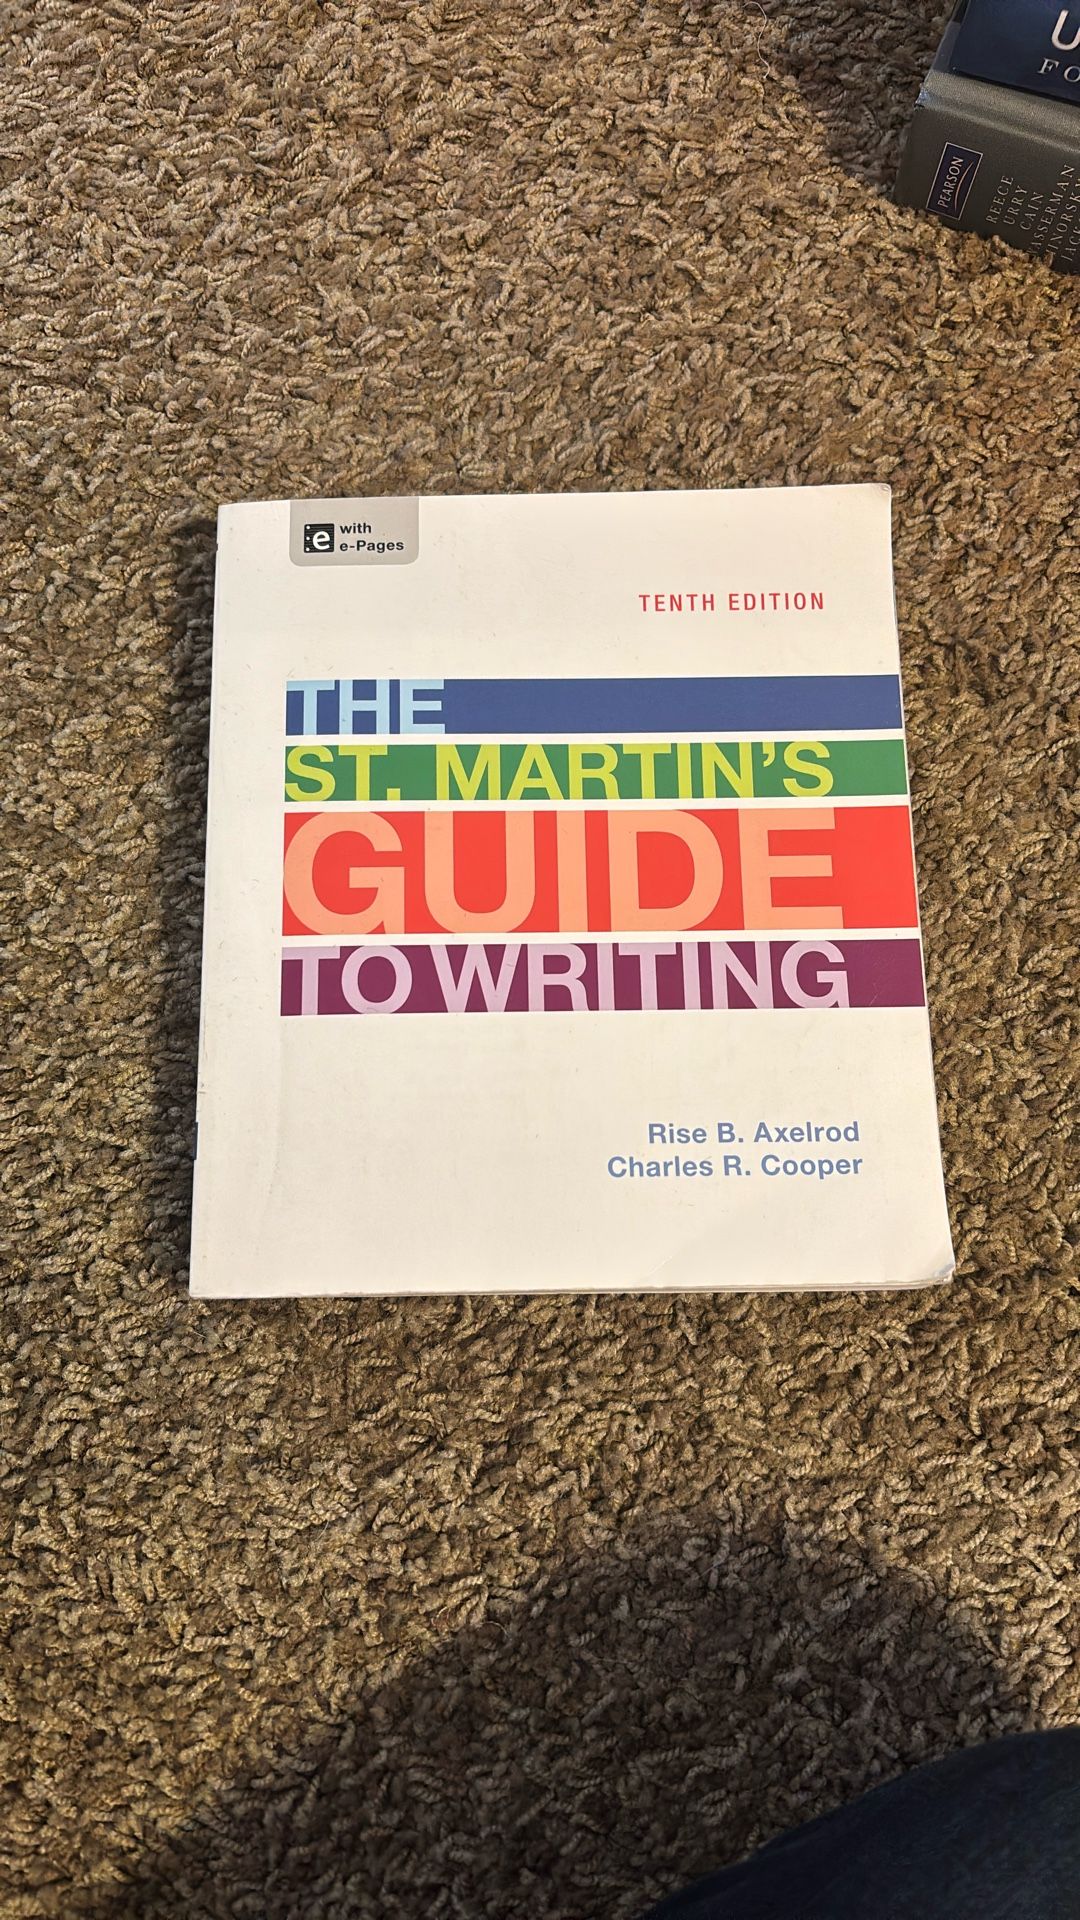 with
e-Pages
TENTH EDITION
THE
ST. MARTIN'S
GUIDE
TO WRITING
Rise B. Axelrod
Charles R. Cooper
PEARSON
REECE
URRY
CAIN